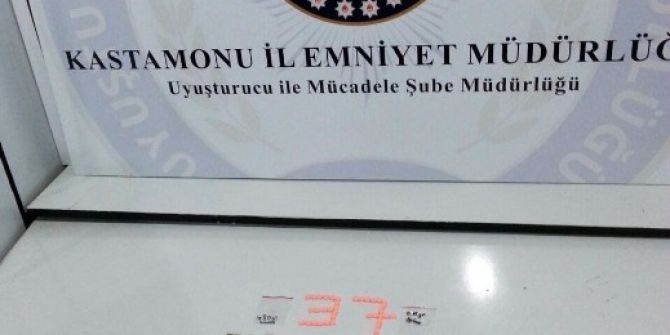 KASTAMONU İL EMNİYET MÜDÜRLÜĞ
Uyuşturucu ile Mücadele Şube Müdürlüğü
37